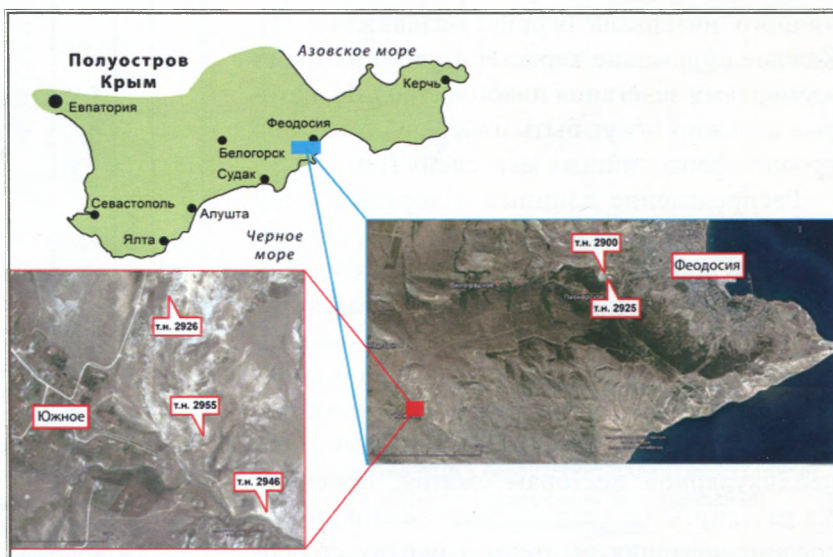 Полуостров
Крым
Азовское море
Керчь
Евпатория
Феодосия
Белогорск
Судак
Севастополь
Алушта
Ялта
Черное
море
т.н. 2900
Феодосия
т.н. 2925
т.н. 2926
т.н. 2955
Южное
т.н. 2946